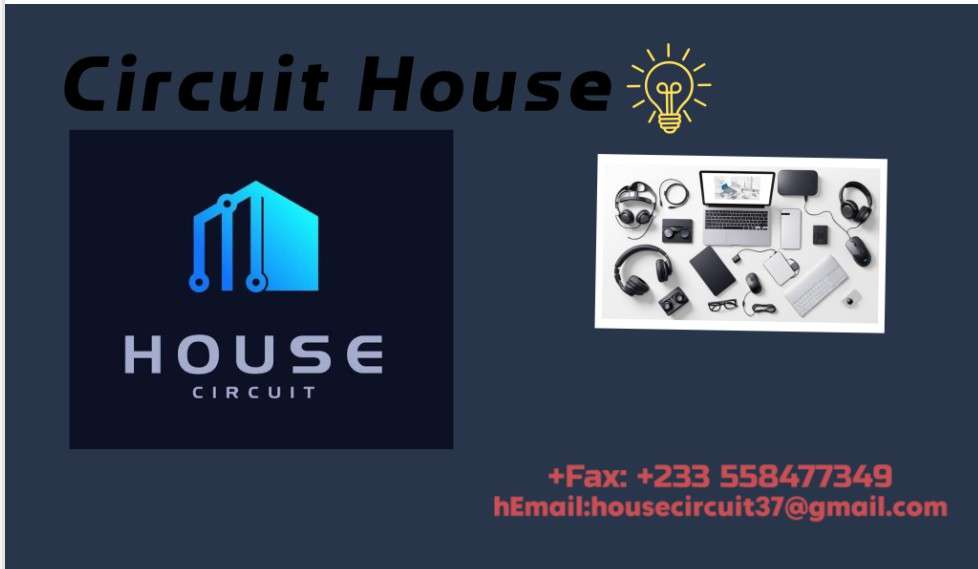 Circuit House
HOUSE
CIRCUIT
+Fax: +233 558477349
hEmail:housecircuit37@gmail.com